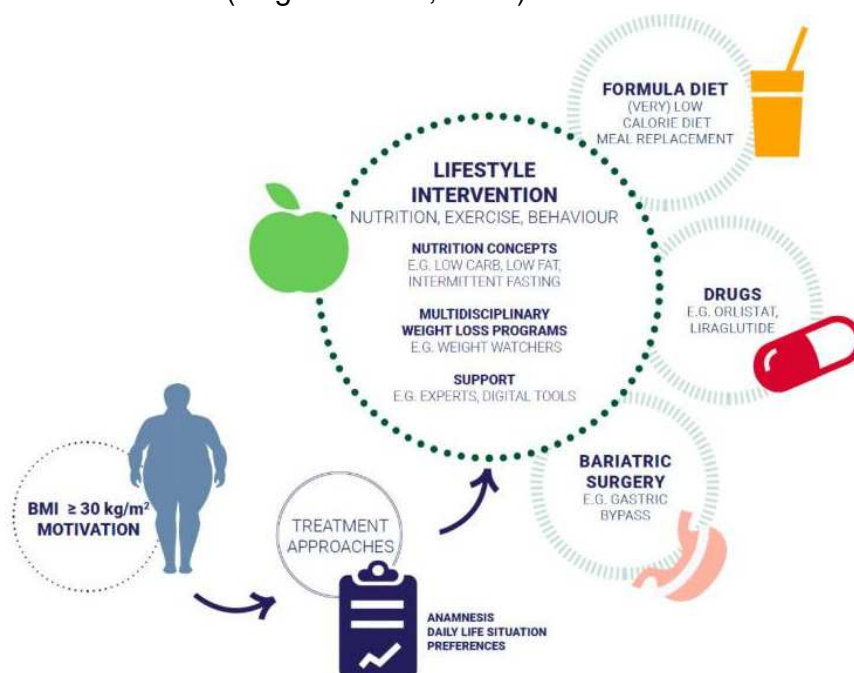 FORMULA DIET
(VERY) LOW
CALORIE DIET
MEAL REPLACEMENT
LIFESTYLE
INTERVENTION
NUTRITION, EXERCISE, BEHAVIOUR
NUTRITION CONCEPTS
E.G. LOW CARB, LOW FAT,
INTERMITTENT FASTING
MULTIDISCIPLINARY
WEIGHT LOSS PROGRAMS
E.G. WEIGHT WATCHERS
SUPPORT
E.G. EXPERTS, DIGITAL TOOLS
DRUGS
E.G. ORLISTAT,
LIRAGLUTIDE
BARIATRIC
SURGERY
E.G. GASTRIC
BYPASS
BMI ≥ 30 kg/m²
MOTIVATION
TREATMENT
APPROACHES
ANAMNESIS
DAILY LIFE SITUATION
PREFERENCES